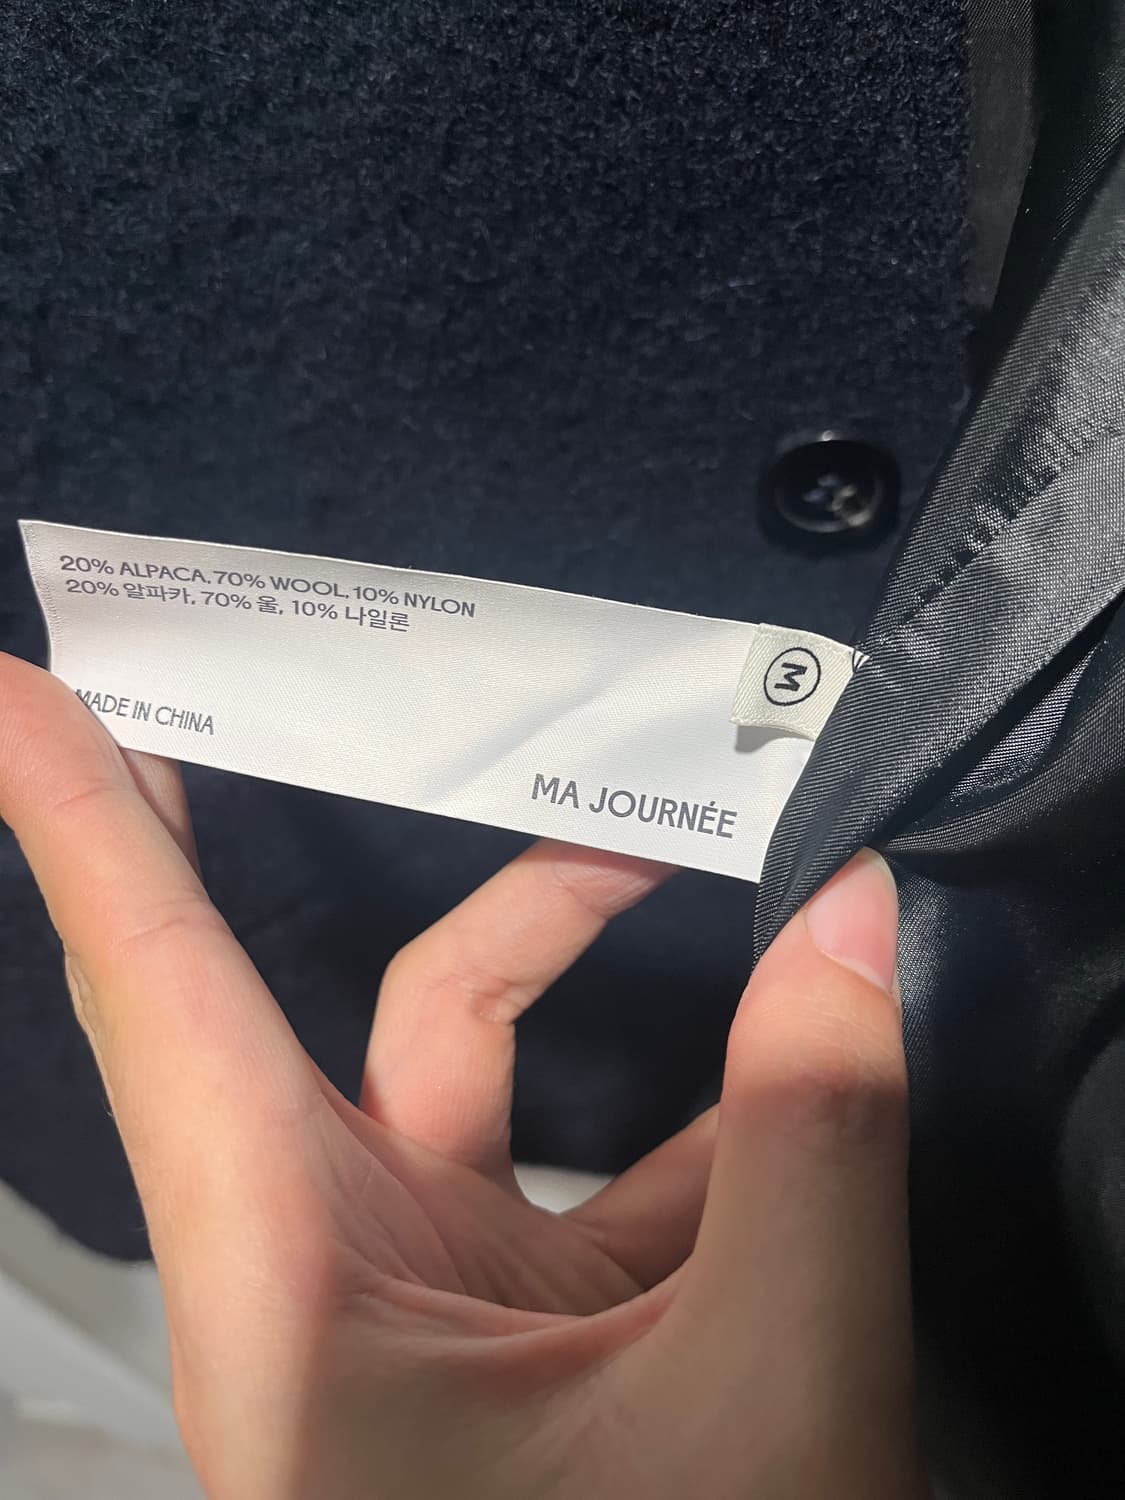 20% ALPACA, 70% WOOL, 10% NYLON
20% 알파카, 70% 울, 10% 나일론
MADE IN CHINA
MA JOURNÉE
M